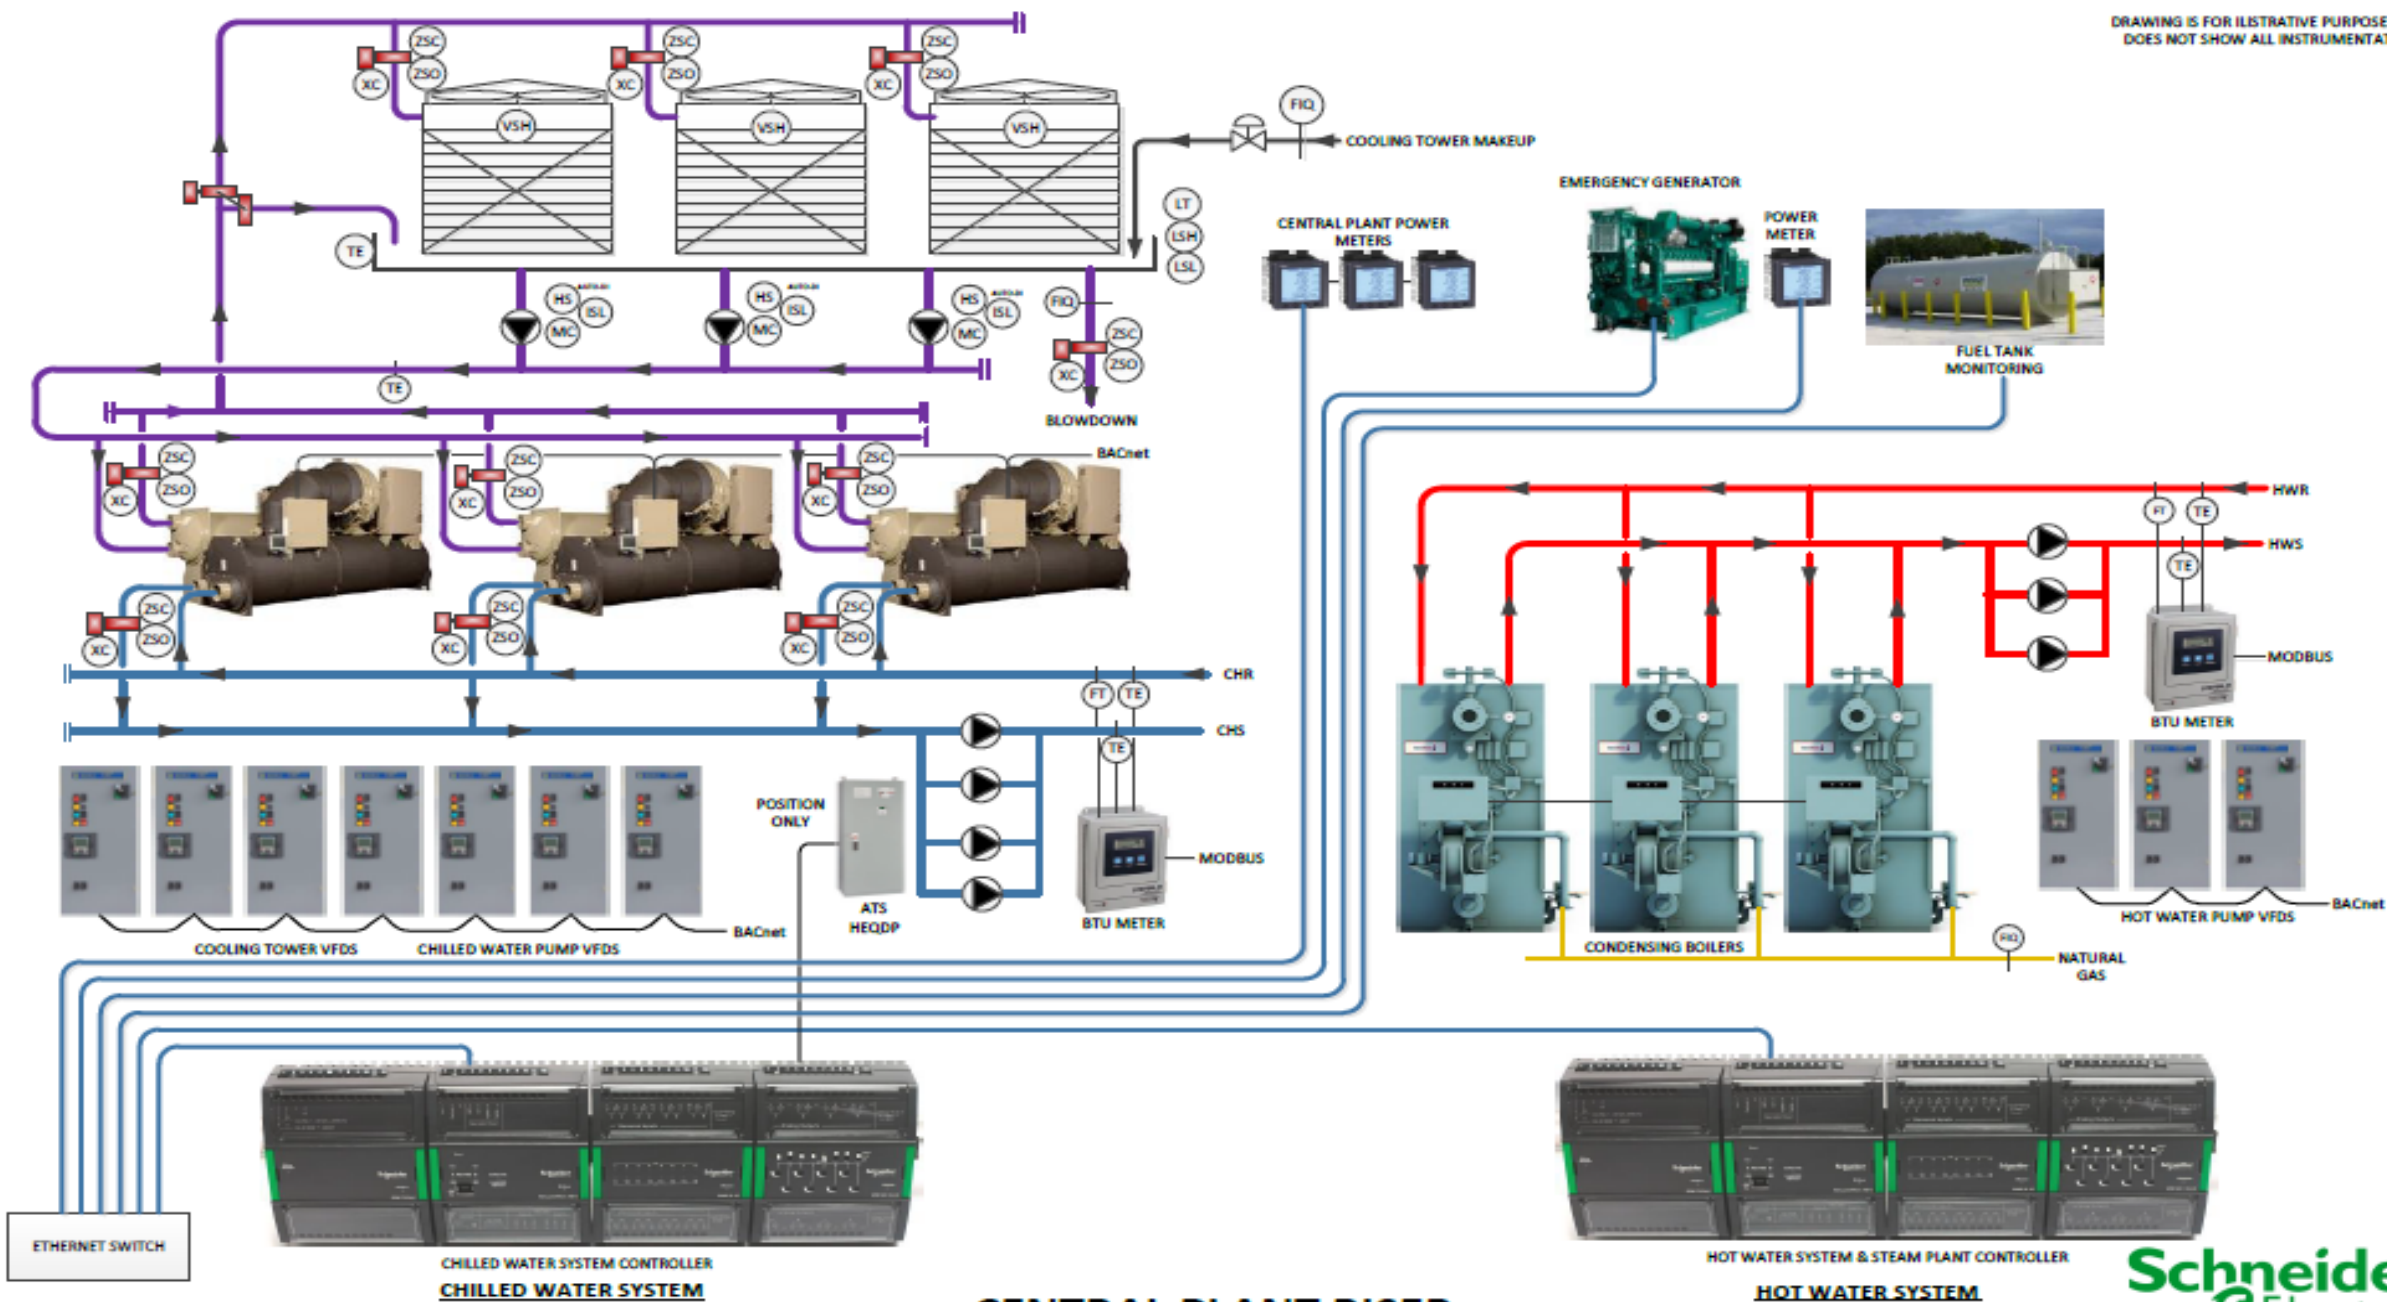 DRAWING IS FOR ILISTRATIVE PURPOSE
DOES NOT SHOW ALL INSTRUMENTAT
ZSC
ZSO
XC
ZSC
ZSO
XC
ZSC
ZSO
XC
VSH
VSH
VSH
FIQ
COOLING TOWER MAKEUP
TE
LT
LSH
LSL
HS
ISL
MC
HS
ISL
MC
HS
ISL
MC
FIQ
ZSC
ZSO
XC
BLOWDOWN
TE
CENTRAL PLANT POWER
METERS
EMERGENCY GENERATOR
POWER
METER
FUEL TANK
MONITORING
ZSC
ZSO
XC
ZSC
ZSO
XC
ZSC
ZSO
XC
BACnet
ZSC
ZSO
XC
ZSC
ZSO
XC
ZSC
ZSO
XC
CHR
FT
TE
CHS
TE
HWR
FT
TE
HWS
TE
MODBUS
BTU METER
POSITION
ONLY
ATS
HEQDP
MODBUS
BTU METER
BACnet
COOLING TOWER VFDS
CHILLED WATER PUMP VFDS
CONDENSING BOILERS
FIQ
NATURAL
GAS
HOT WATER PUMP VFDS
BACnet
ETHERNET SWITCH
CHILLED WATER SYSTEM CONTROLLER
CHILLED WATER SYSTEM
HOT WATER SYSTEM & STEAM PLANT CONTROLLER
HOT WATER SYSTEM
CENTRAL PLANT RISER
Schneide